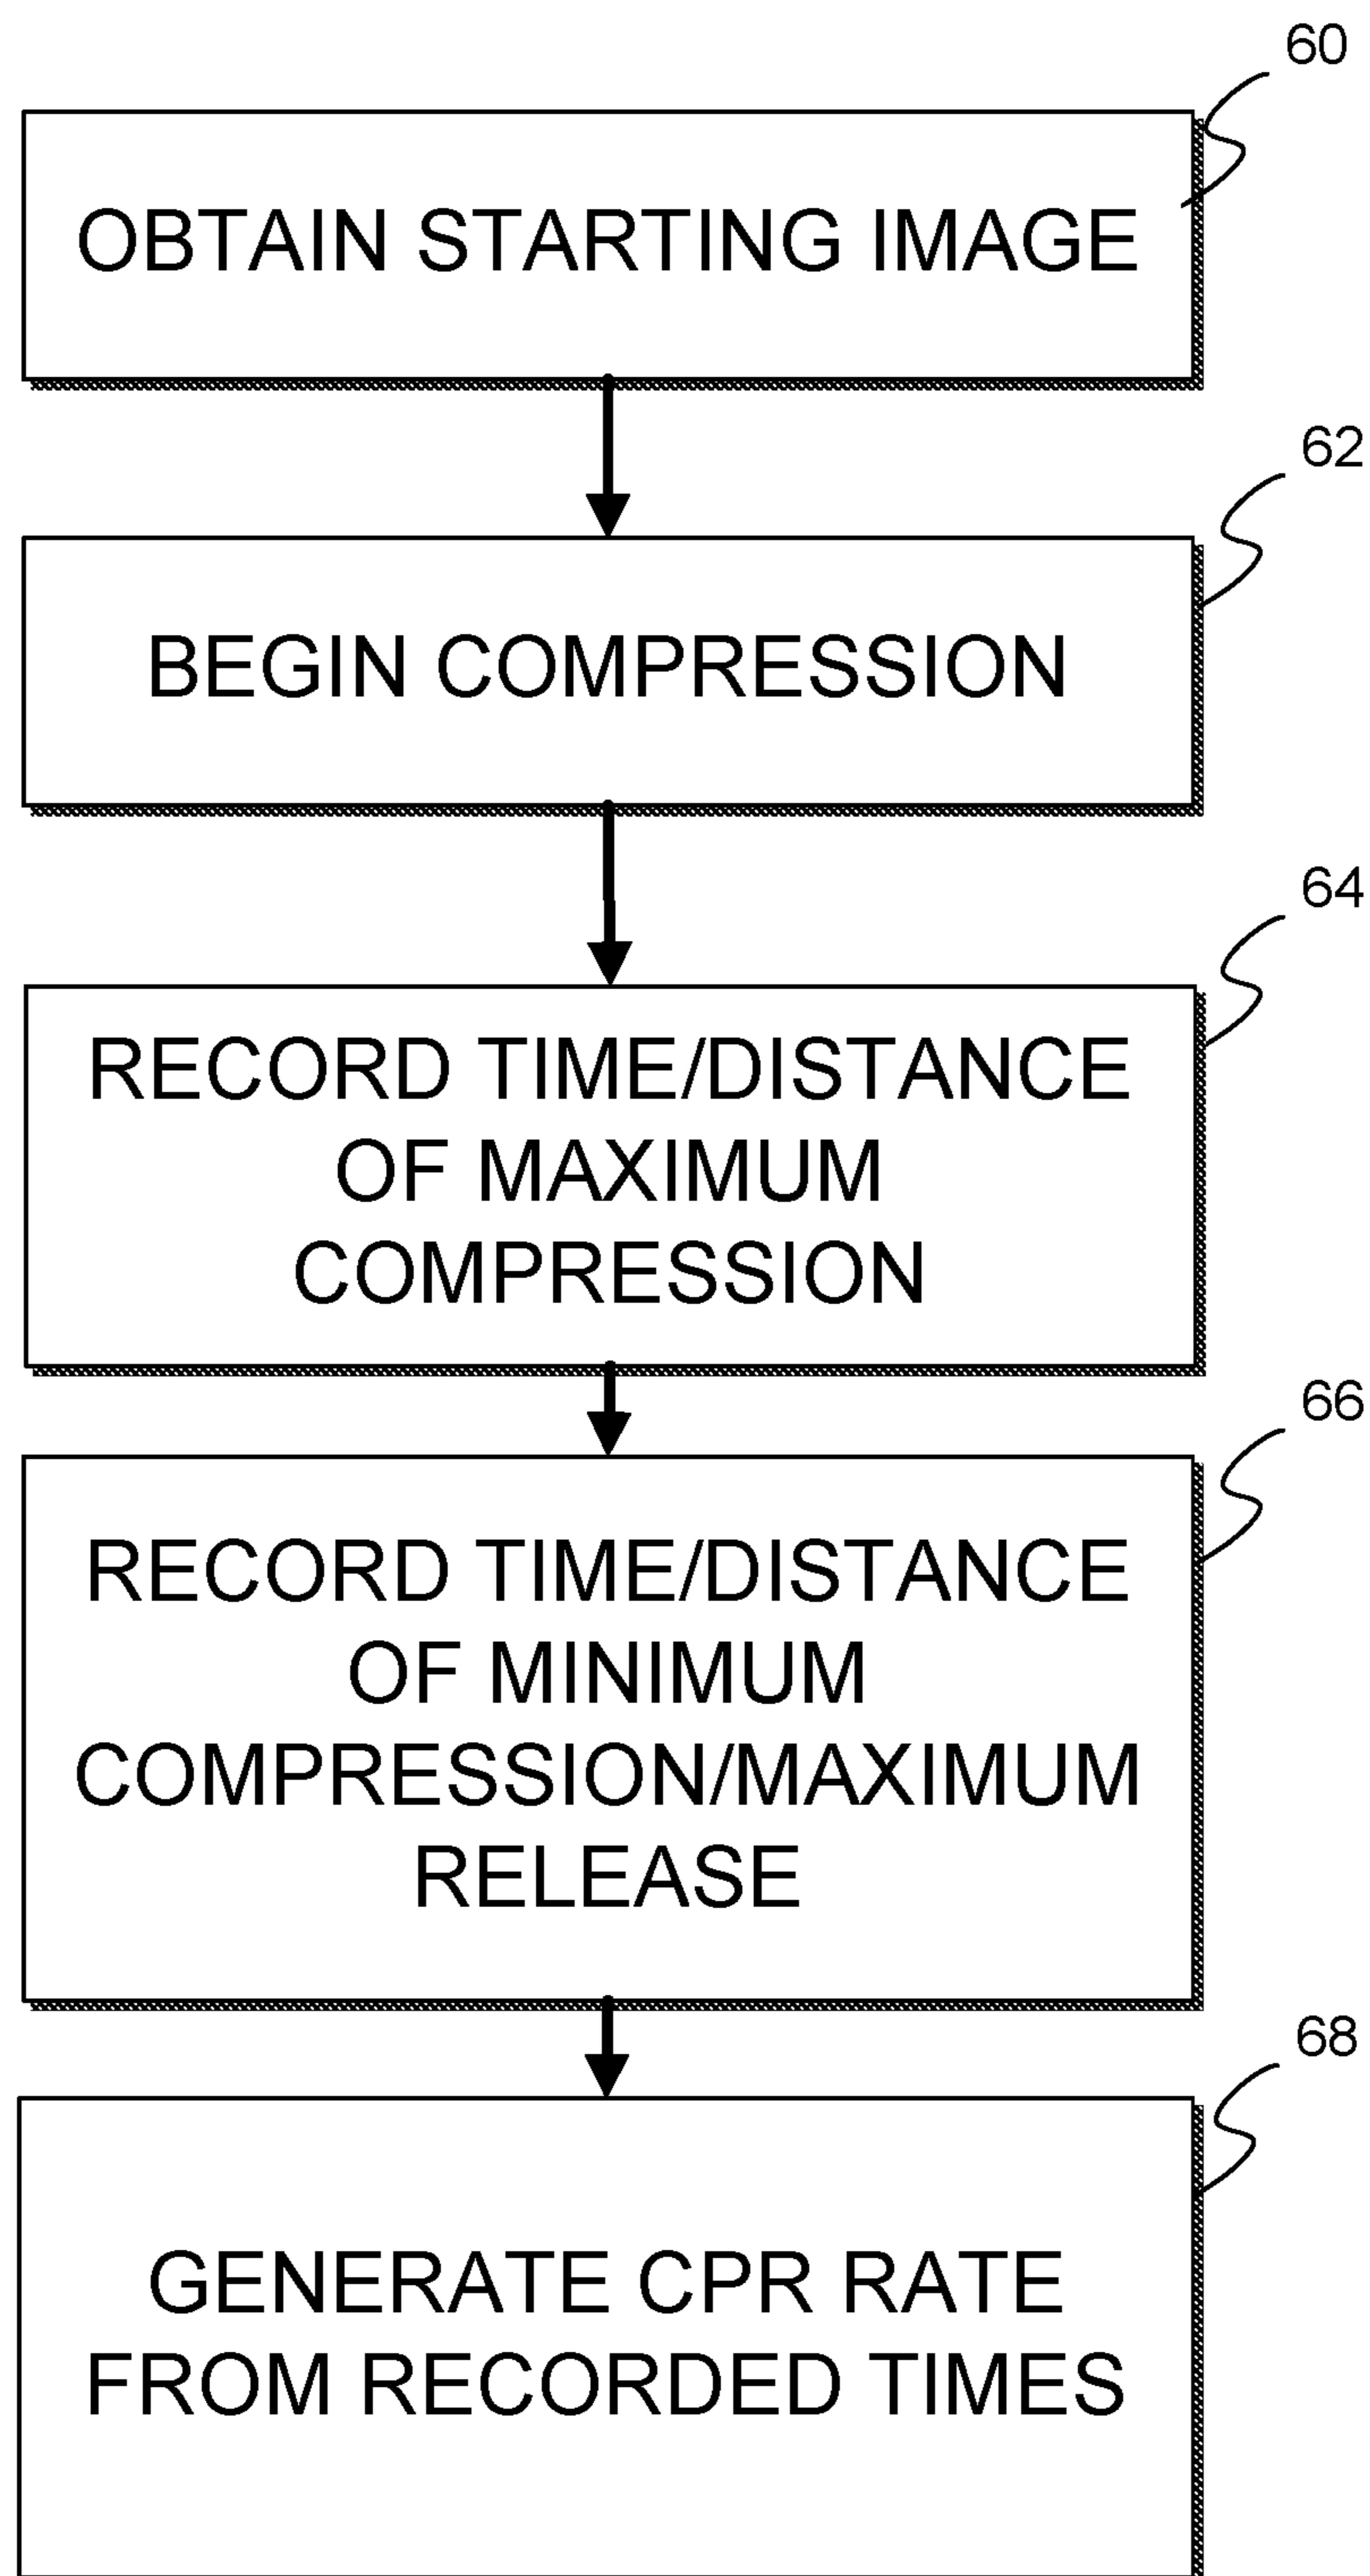 60
OBTAIN STARTING IMAGE
62
BEGIN COMPRESSION
64
RECORD TIME/DISTANCE
OF MAXIMUM
COMPRESSION
66
RECORD TIME/DISTANCE
OF MINIMUM
COMPRESSION/MAXIMUM
RELEASE
68
GENERATE CPR RATE
FROM RECORDED TIMES